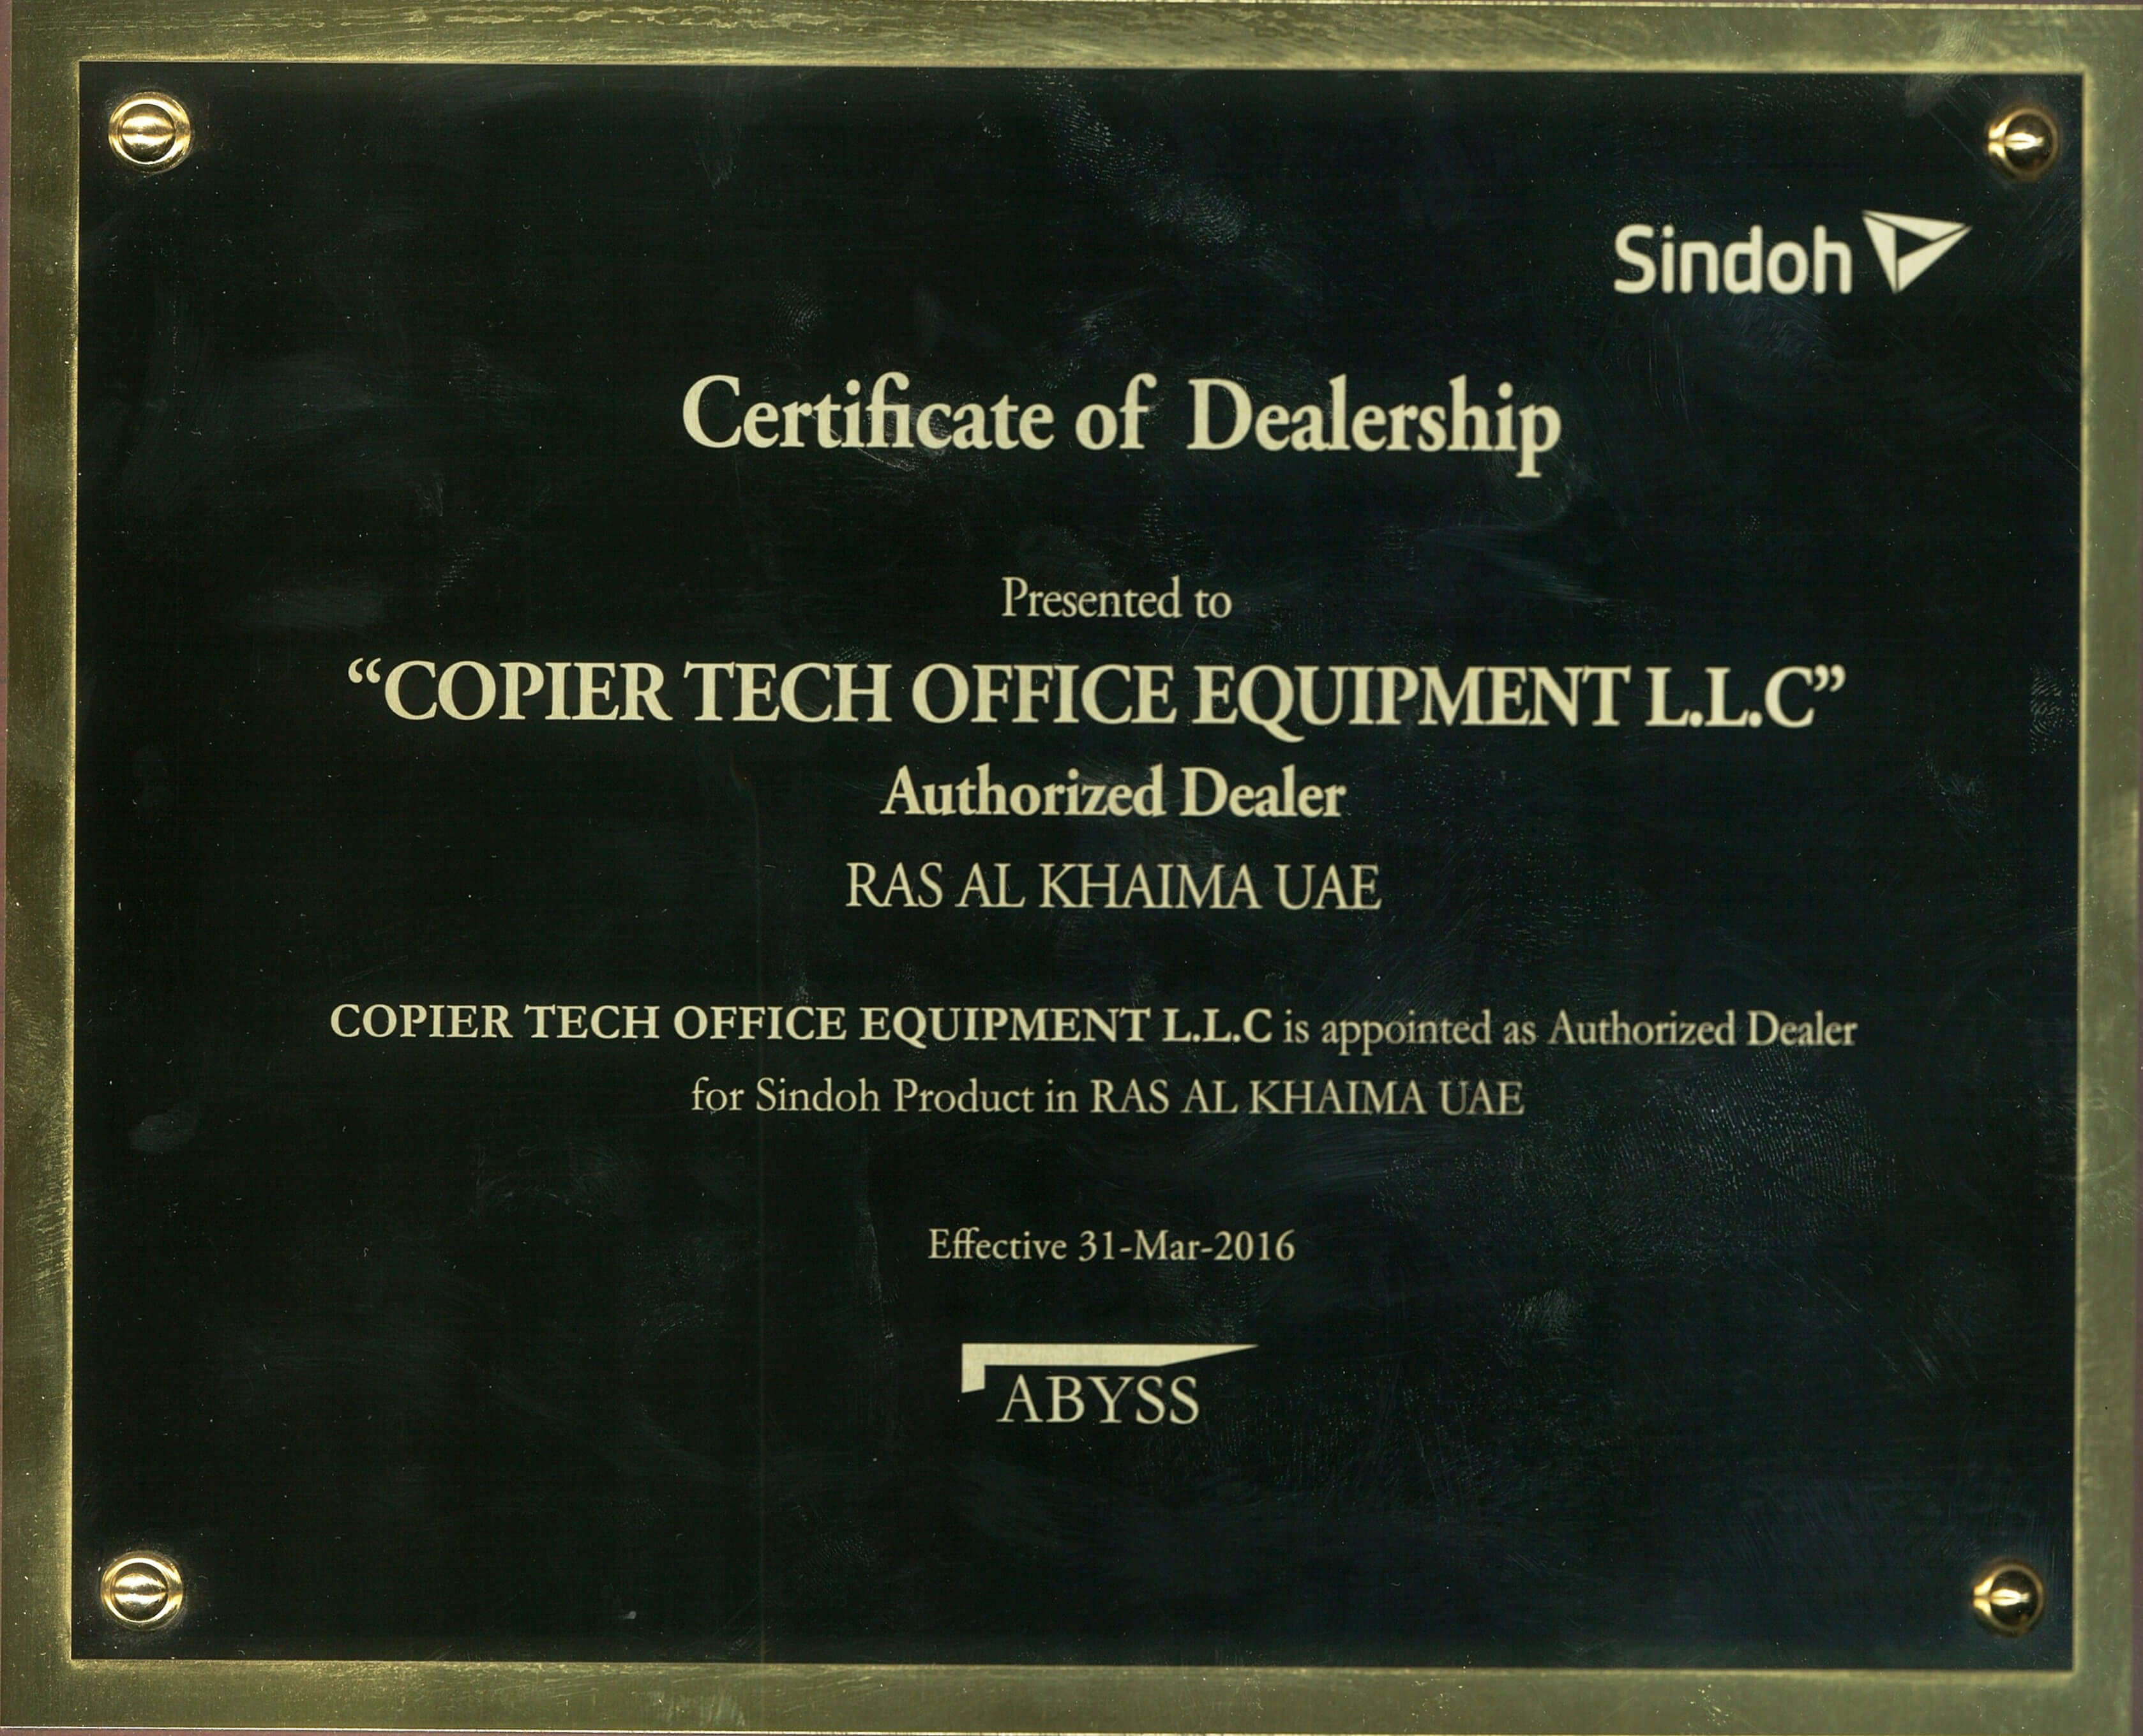 Sindoh
Certificate of Dealership
Presented to
“COPIER TECH OFFICE EQUIPMENT L.L.C”
Authorized Dealer
RAS AL KHAIMA UAE
COPIER TECH OFFICE EQUIPMENT L.L.C is appointed as Authorized Dealer
for Sindoh Product in RAS AL KHAIMA UAE
Effective 31-Mar-2016
ABYSS